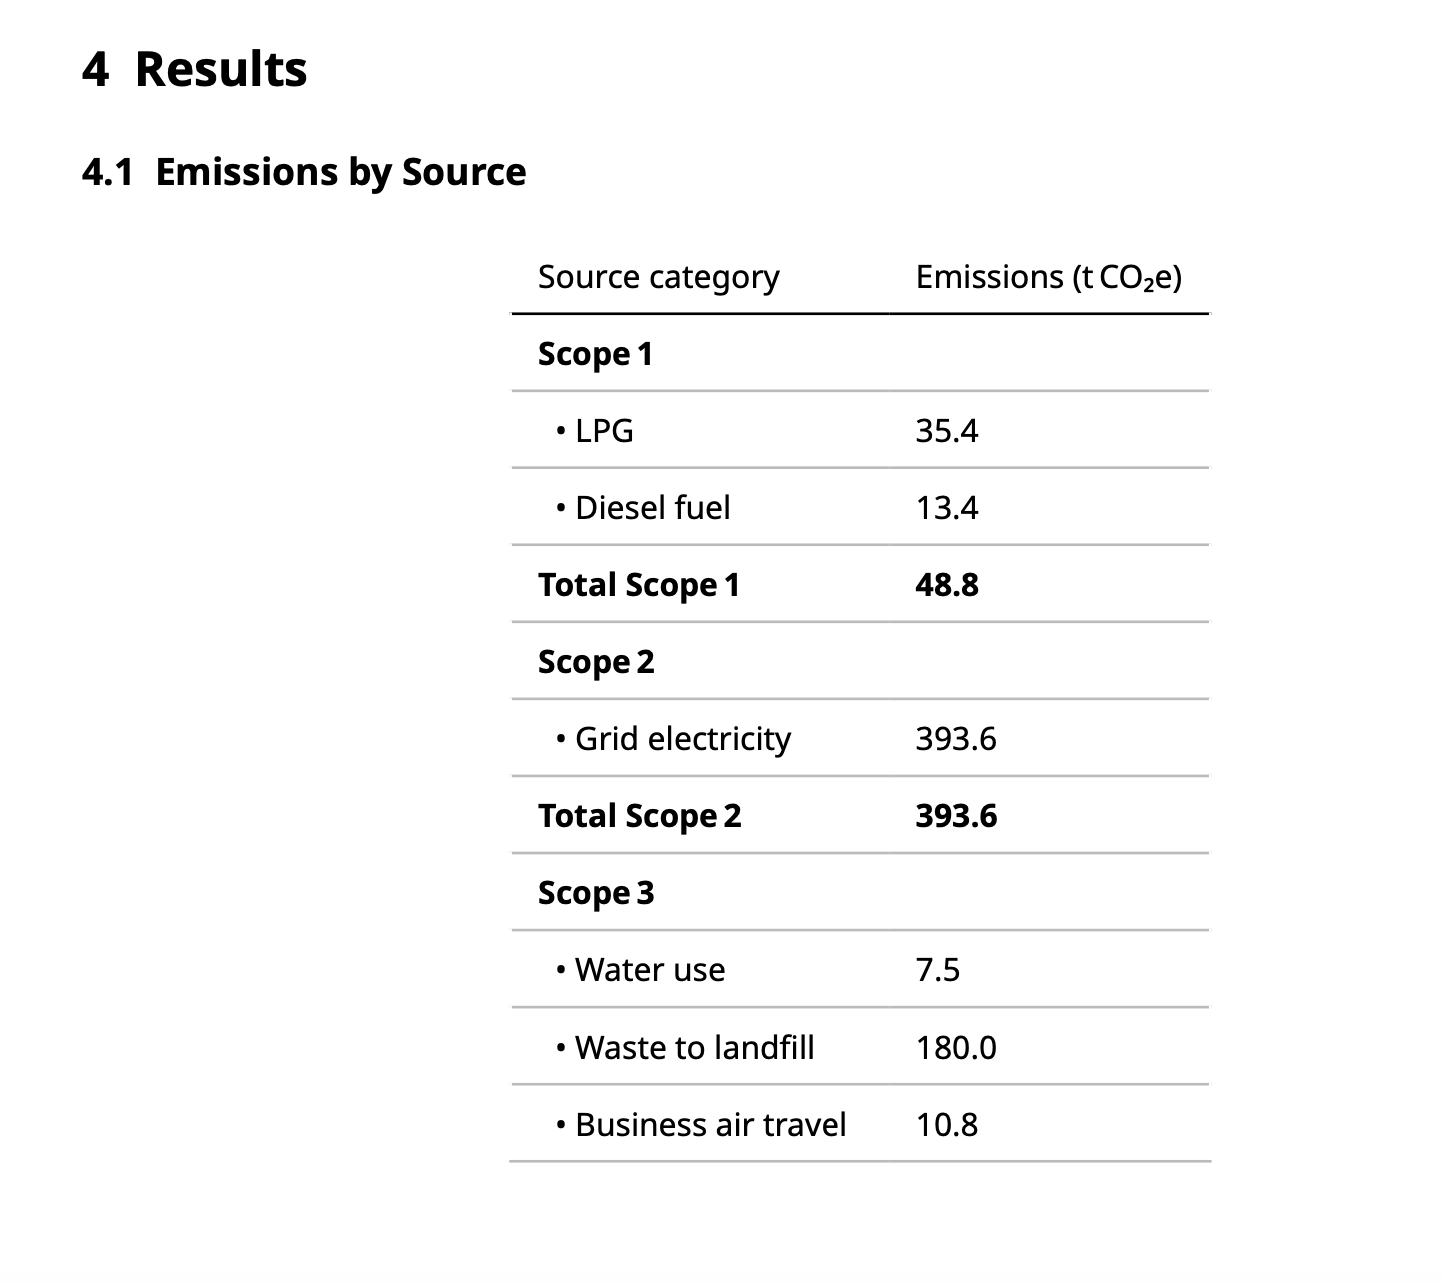 4 Results
4.1 Emissions by Source
Source category Emissions (t CO₂e)
Scope 1
• LPG 35.4
• Diesel fuel 13.4
Total Scope 1 48.8
Scope 2
• Grid electricity 393.6
Total Scope 2 393.6
Scope 3
• Water use 7.5
• Waste to landfill 180.0
• Business air travel 10.8